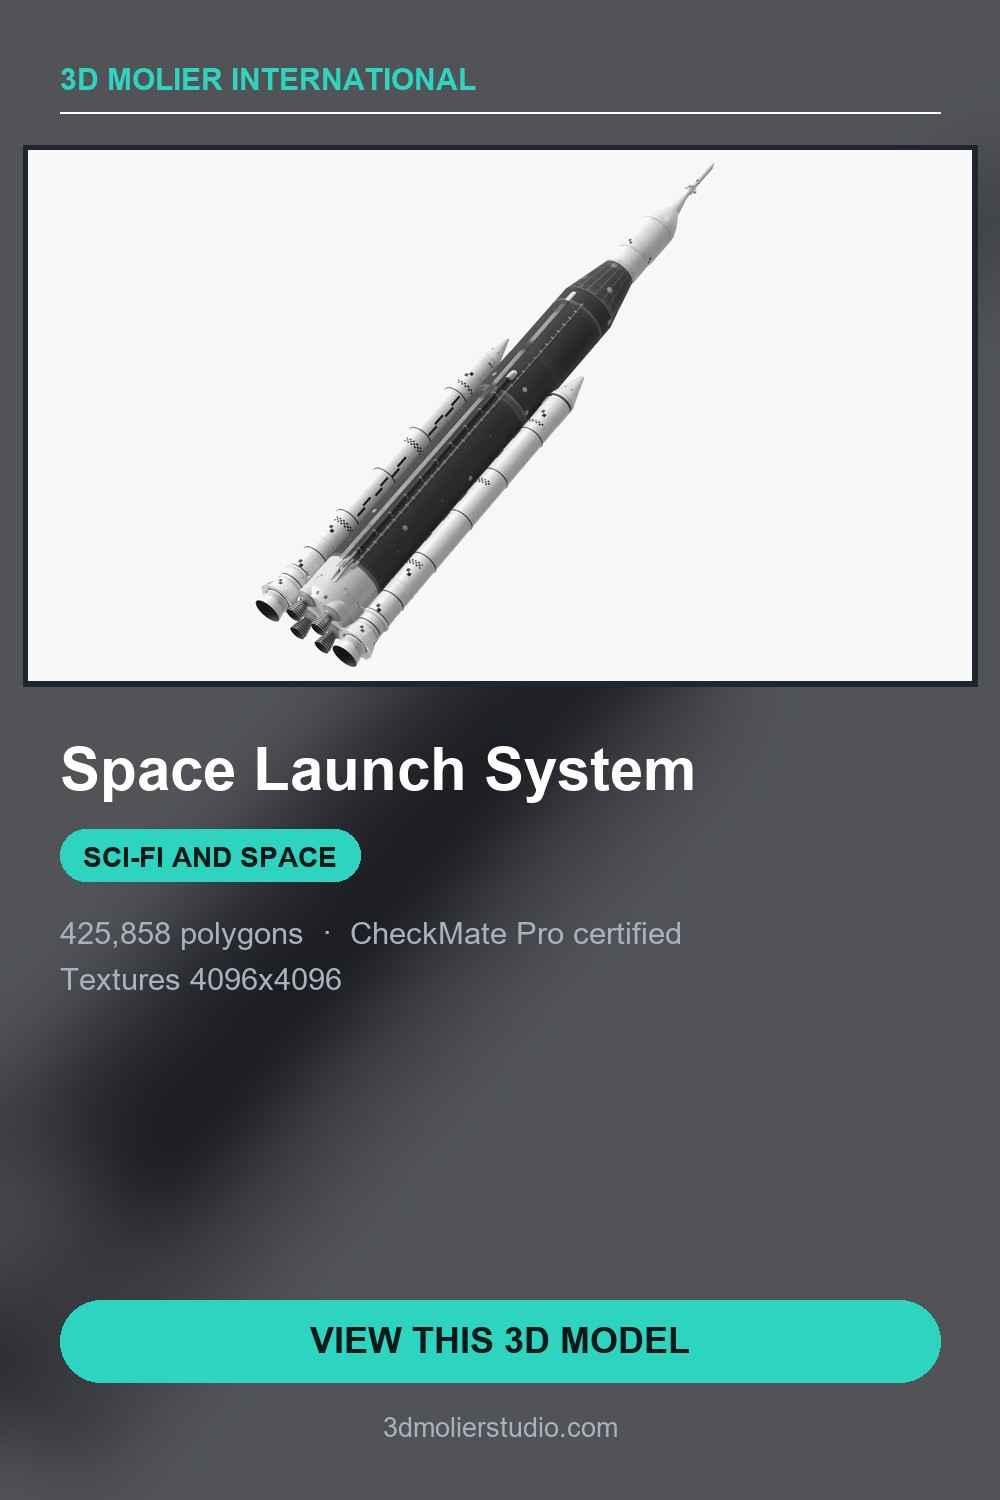 3D MOLIER INTERNATIONAL
Space Launch System
SCI-FI AND SPACE
425,858 polygons · CheckMate Pro certified
Textures 4096x4096
VIEW THIS 3D MODEL
3dmolierstudio.com